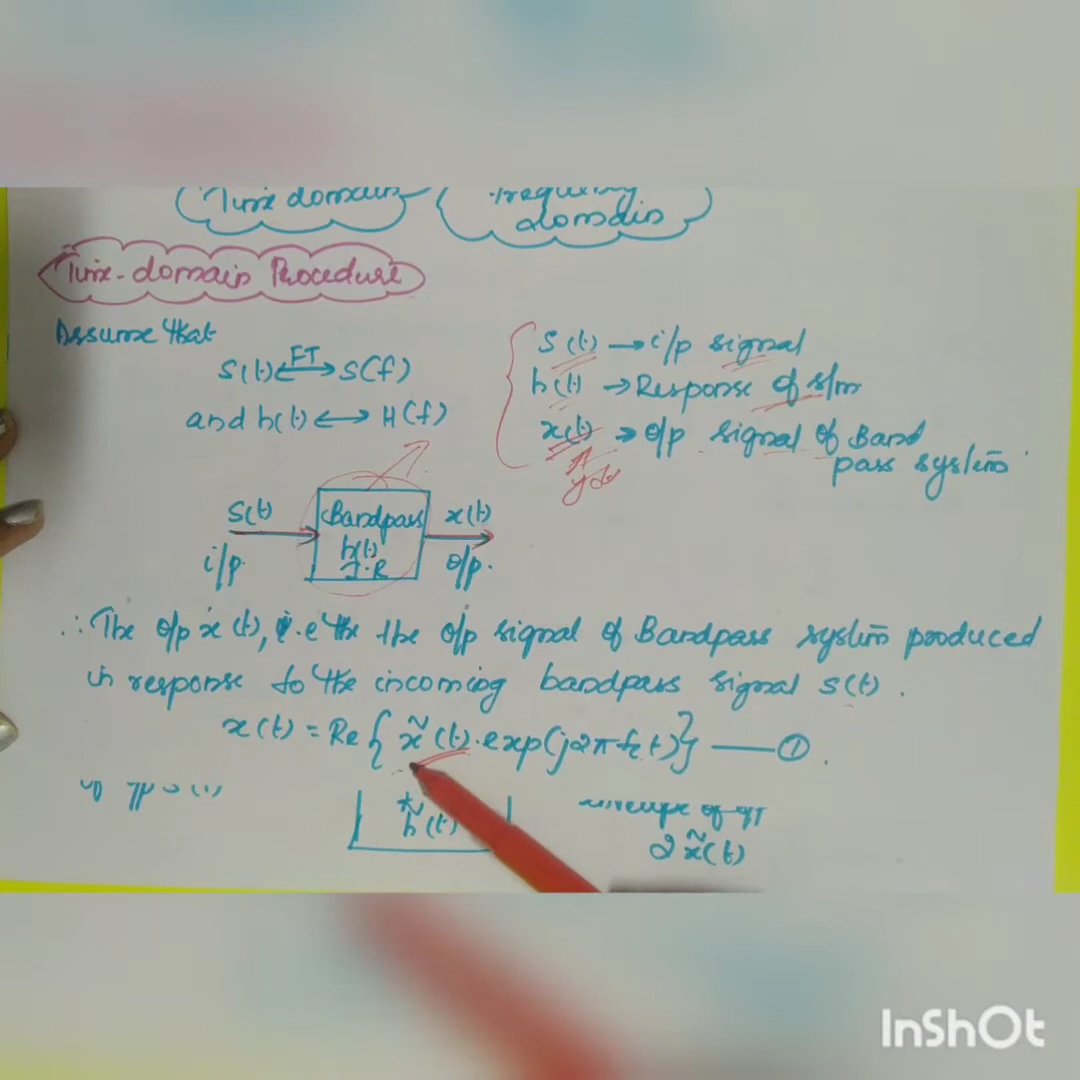 Time domain frequency
domain
Time-domain Procedure
Assume that
S(t) <-FT-> S(f)
and h(t) <-> H(f)
S(t) → i/p signal
h(t) → Response of s/m
x(t) → o/p signal of Band
pass system
y(t)
S(t) Bandpass x(t)
i/p h(t) o/p.
I.R
∴ The o/p x(t), i.e the the o/p signal of Bandpass system produced
in response to the incoming bandpass signal s(t).
x(t) = Re{ x̃(t).exp(j2πfct)} — ①.
h̃(t) of o/p
2x̃(t)
InShOt